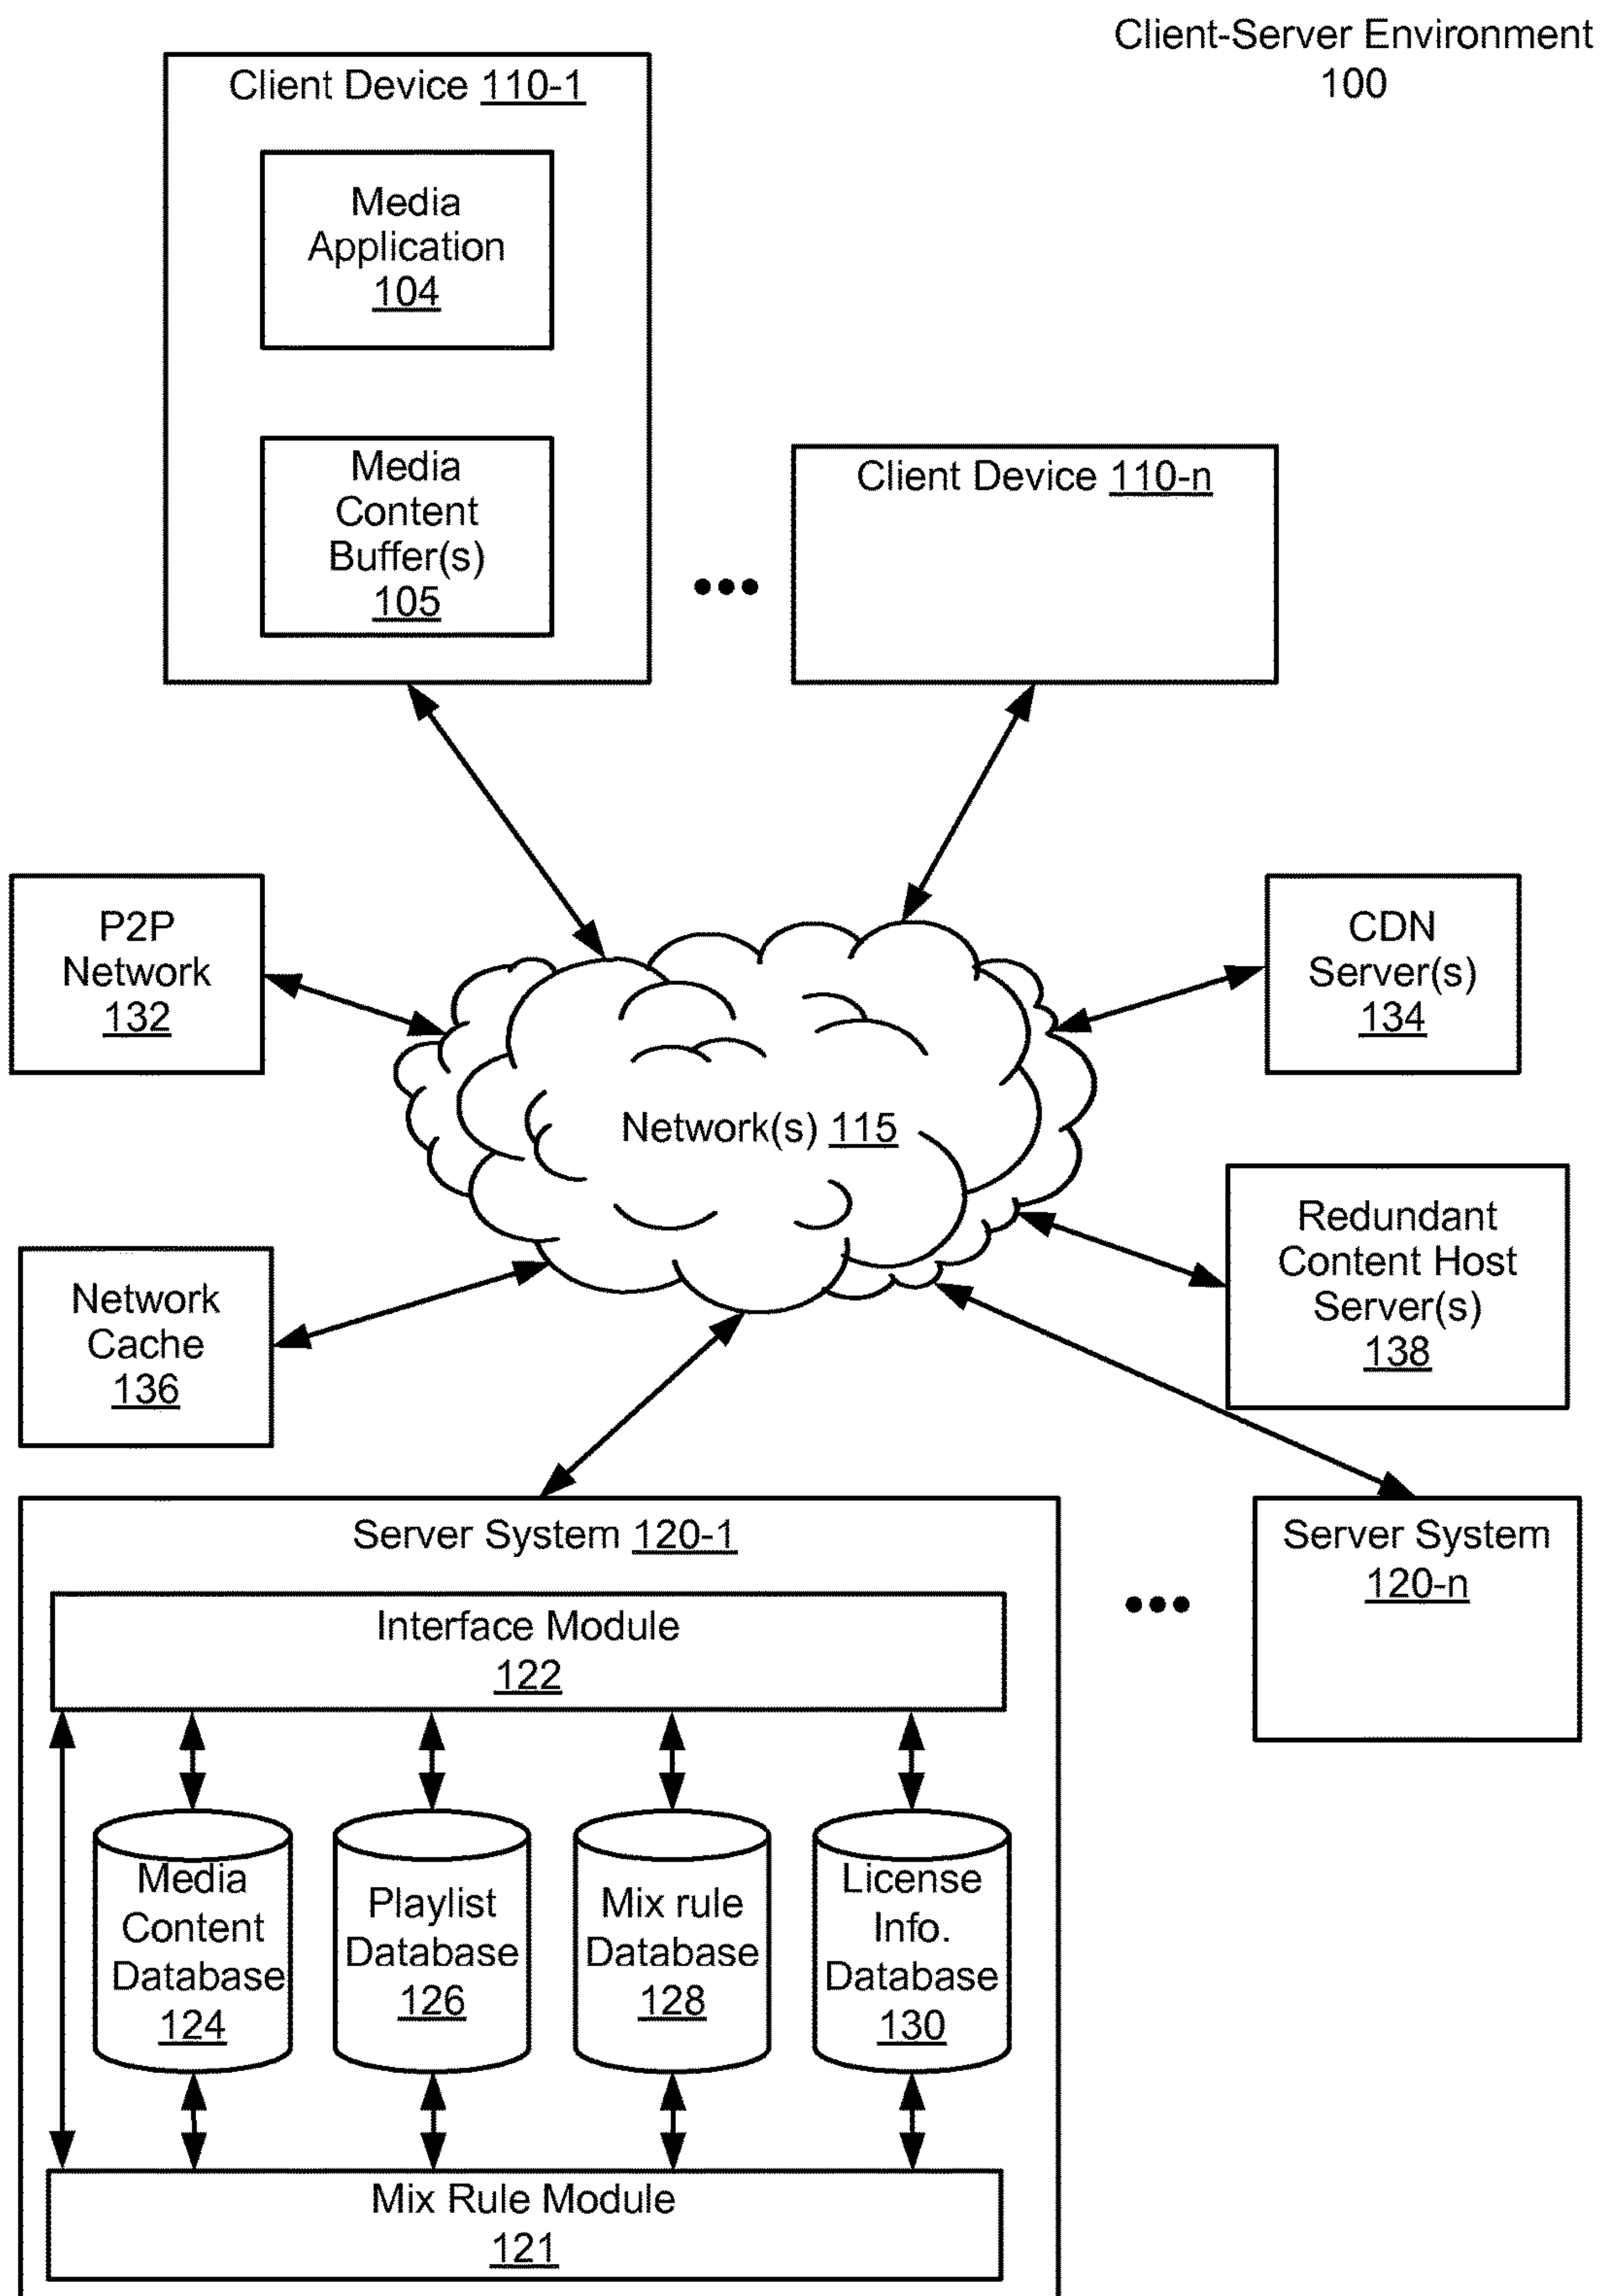 Client-Server Environment
100
Client Device 110-1
Media
Application
104
Media
Content
Buffer(s)
105
Client Device 110-n
P2P
Network
132
CDN
Server(s)
134
Network(s) 115
Redundant
Content Host
Server(s)
138
Network
Cache
136
Server System 120-1
Server System
120-n
Interface Module
122
Media
Content
Database
124
Playlist
Database
126
Mix rule
Database
128
License
Info.
Database
130
Mix Rule Module
121